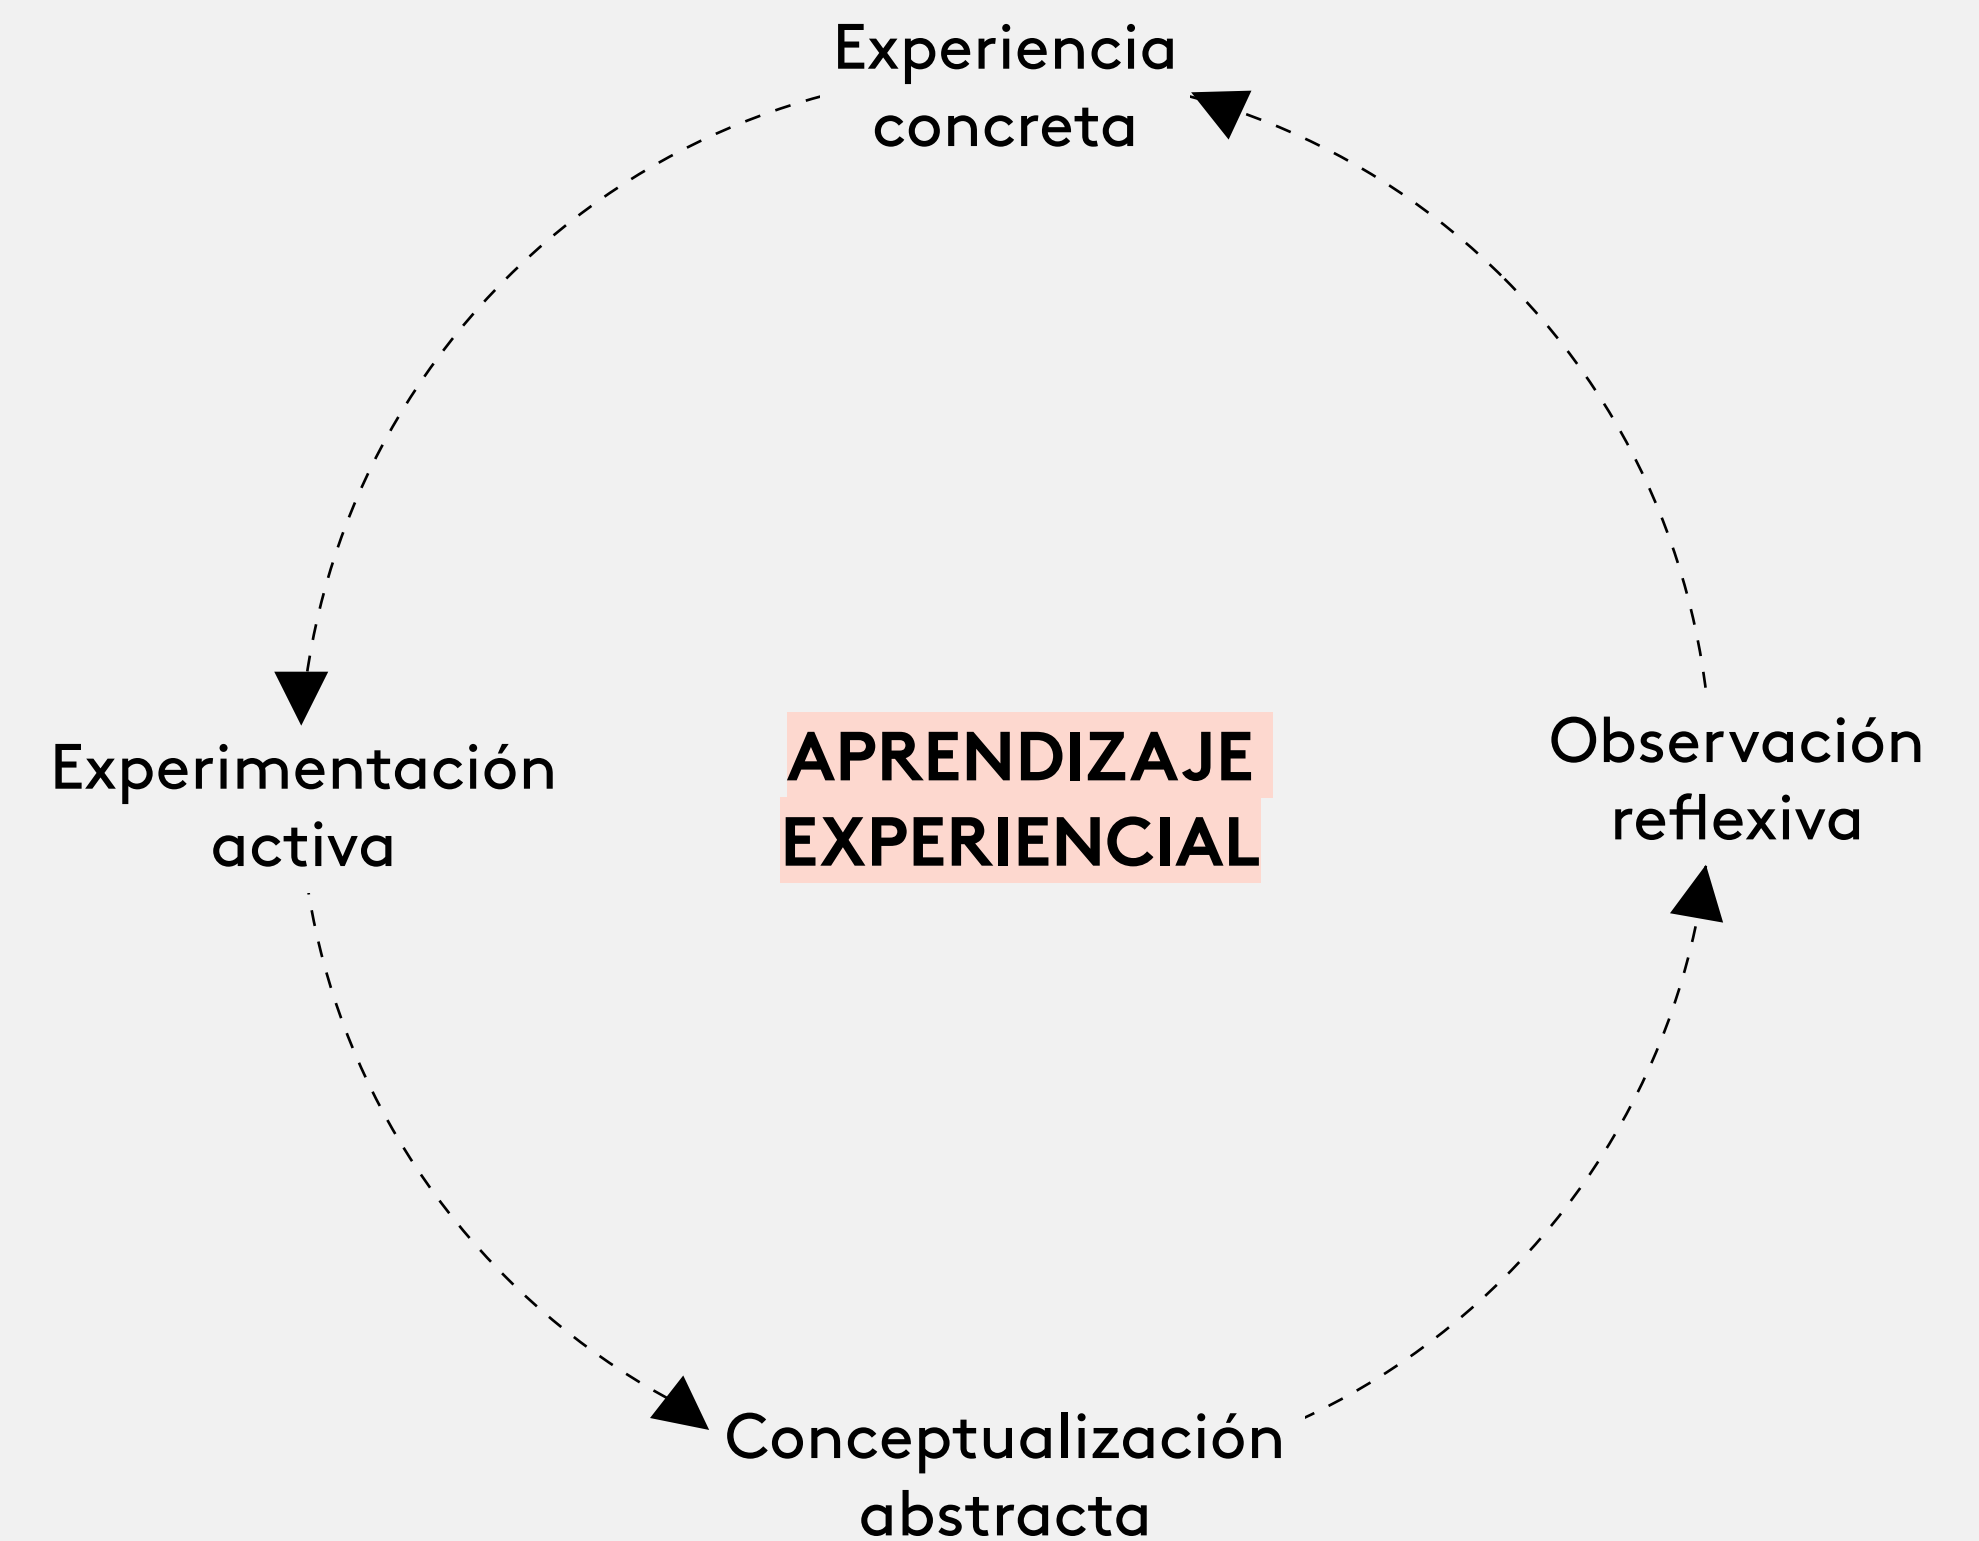 Experiencia
concreta
Experimentación
activa
APRENDIZAJE
EXPERIENCIAL
Observación
reflexiva
Conceptualización
abstracta